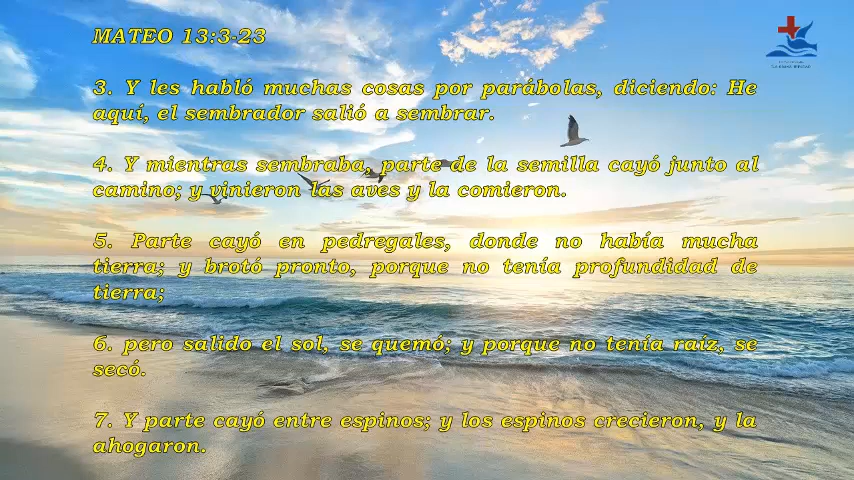 MATEO 13:3-23
3. Y les habló muchas cosas por parábolas, diciendo: He
aquí, el sembrador salió a sembrar.
4. Y mientras sembraba, parte de la semilla cayó junto al
camino; y vinieron las aves y la comieron.
5. Parte cayó en pedregales, donde no había mucha
tierra; y brotó pronto, porque no tenía profundidad de
tierra;
6. pero salido el sol, se quemó; y porque no tenía raíz, se
secó.
7. Y parte cayó entre espinos; y los espinos crecieron, y la
ahogaron.